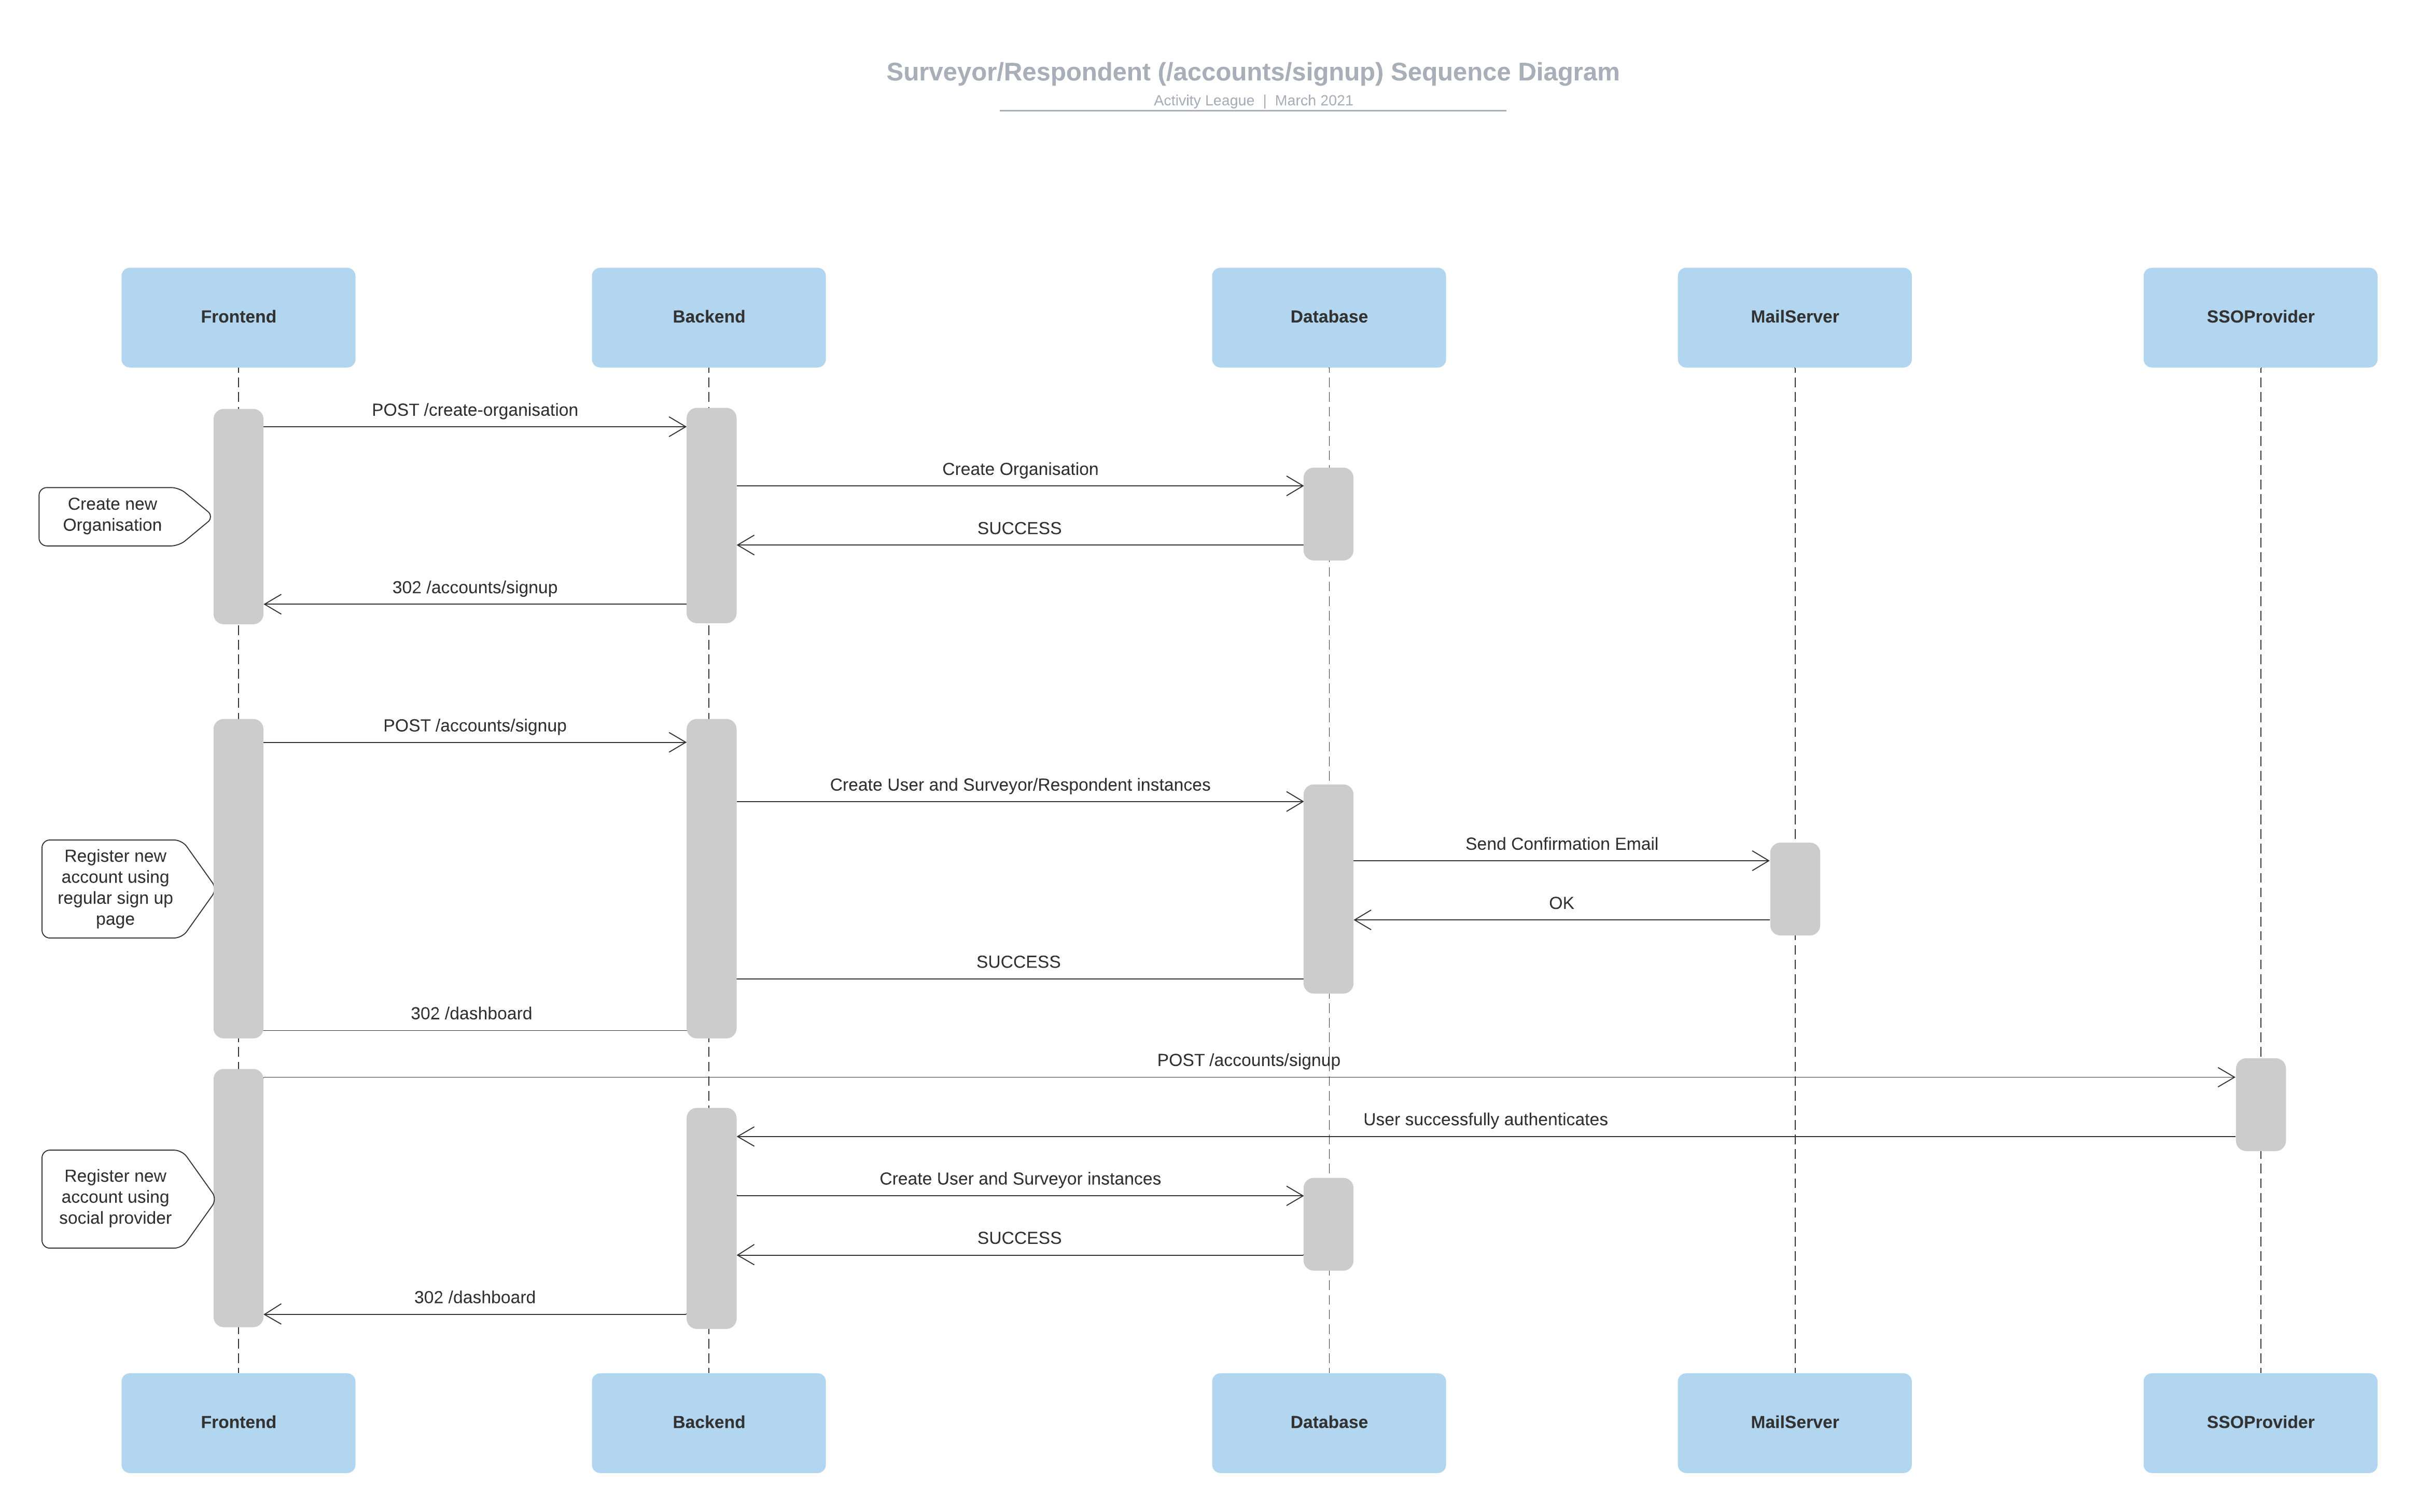 Surveyor/Respondent (/accounts/signup) Sequence Diagram
Activity League | March 2021
Frontend
Backend
Database
MailServer
SSOProvider
POST /create-organisation
Create Organisation
Create new
Organisation
SUCCESS
302 /accounts/signup
POST /accounts/signup
Create User and Surveyor/Respondent instances
Send Confirmation Email
Register new
account using
regular sign up
page
OK
SUCCESS
302 /dashboard
POST /accounts/signup
User successfully authenticates
Create User and Surveyor instances
Register new
account using
social provider
SUCCESS
302 /dashboard
Frontend
Backend
Database
MailServer
SSOProvider